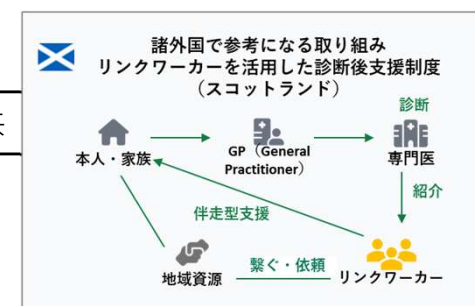 諸外国で参考になる取り組み
リンクワーカーを活用した診断後支援制度
（スコットランド）
診断
本人・家族
GP（General
Practitioner）
専門医
紹介
伴走型支援
地域資源
繋ぐ・依頼
リンクワーカー